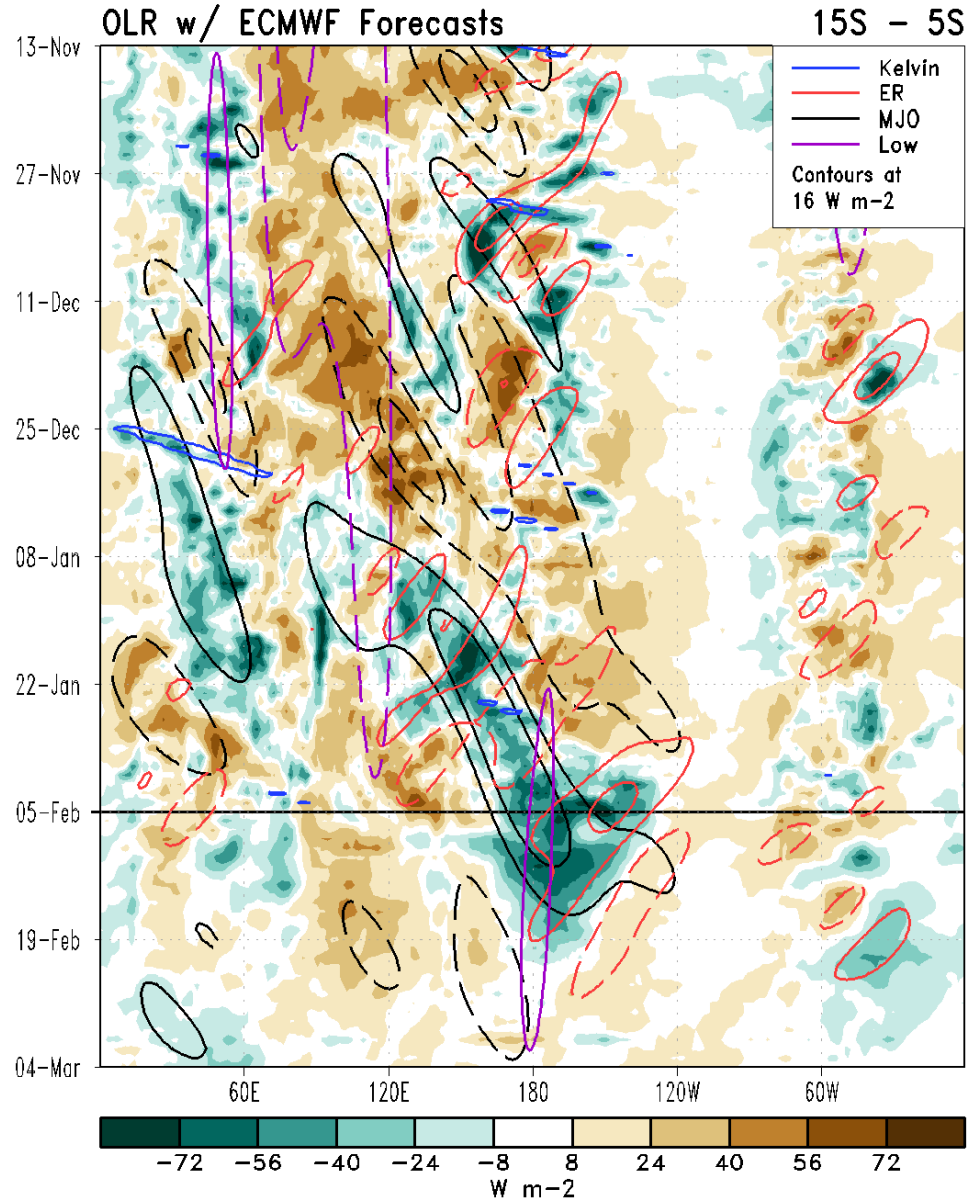 OLR w/ ECMWF Forecasts 15S - 5S
13-Nov
27-Nov
11-Dec
25-Dec
08-Jan
22-Jan
05-Feb
19-Feb
04-Mar
Kelvin
ER
MJO
Low
Contours at
16 W m-2
60E 120E 180 120W 60W
-72 -56 -40 -24 -8 8 24 40 56 72
W m-2